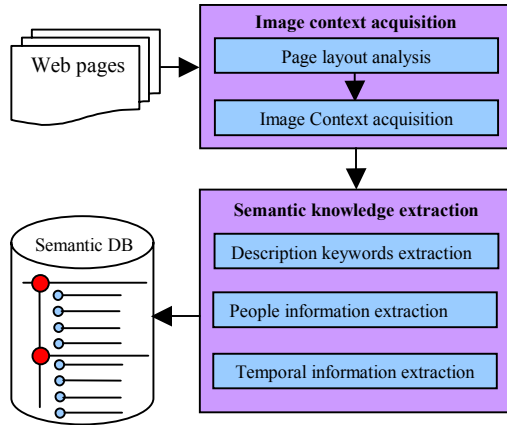 Image context acquisition
Web pages
Page layout analysis
Image Context acquisition
Semantic knowledge extraction
Semantic DB
Description keywords extraction
People information extraction
Temporal information extraction